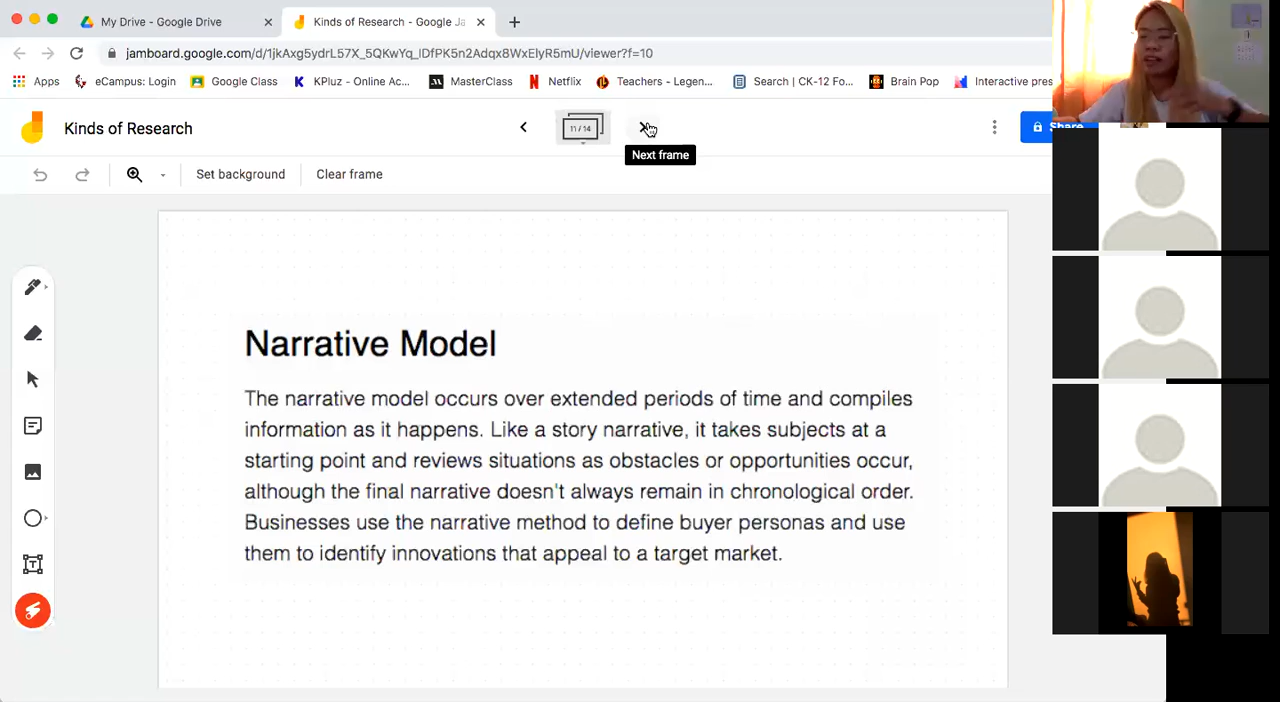 My Drive - Google Drive
Kinds of Research - Google Ja
jamboard.google.com/d/1jkAxg5ydrL57X_5QKwYq_lDfPK5n2Adqx8WxElyR5mU/viewer?f=10
Apps eCampus: Login Google Class KPluz - Online Ac... MasterClass Netflix Teachers - Legen... Search | CK-12 Fo... Brain Pop Interactive pres
Kinds of Research
11 / 14
Share
Next frame
Set background Clear frame
Narrative Model
The narrative model occurs over extended periods of time and compiles
information as it happens. Like a story narrative, it takes subjects at a
starting point and reviews situations as obstacles or opportunities occur,
although the final narrative doesn't always remain in chronological order.
Businesses use the narrative method to define buyer personas and use
them to identify innovations that appeal to a target market.